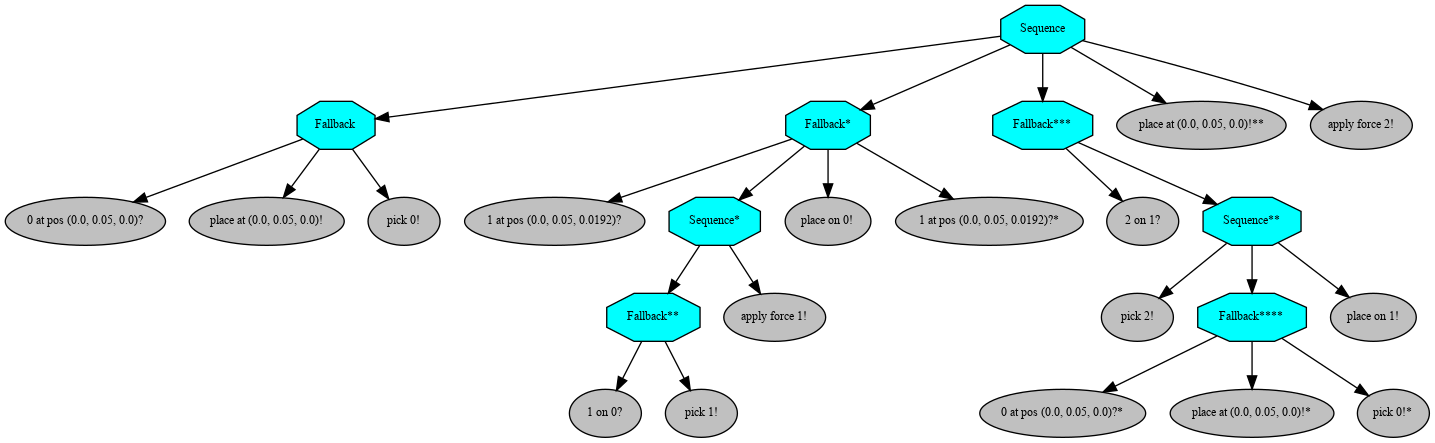 Sequence
Fallback
Fallback*
Fallback***
place at (0.0, 0.05, 0.0)!**
apply force 2!
0 at pos (0.0, 0.05, 0.0)?
place at (0.0, 0.05, 0.0)!
pick 0!
1 at pos (0.0, 0.05, 0.0192)?
Sequence*
place on 0!
1 at pos (0.0, 0.05, 0.0192)?*
2 on 1?
Sequence**
Fallback**
apply force 1!
pick 2!
Fallback****
place on 1!
1 on 0?
pick 1!
0 at pos (0.0, 0.05, 0.0)?*
place at (0.0, 0.05, 0.0)!*
pick 0!*